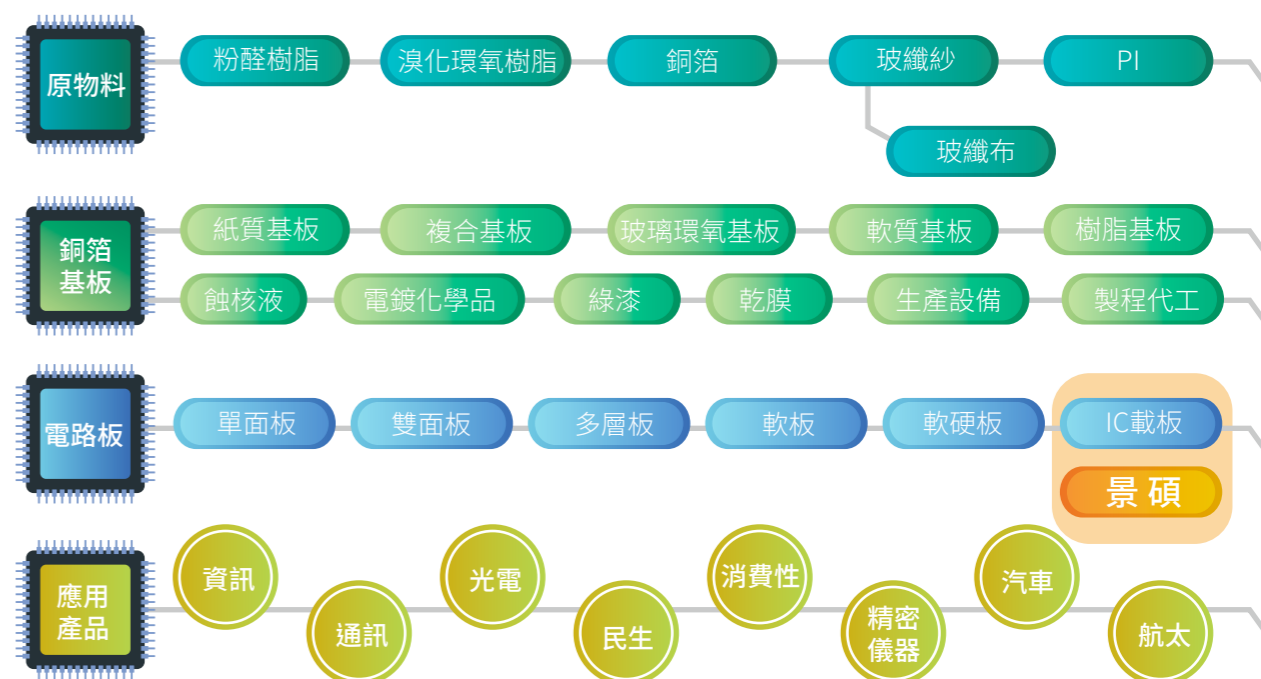 原物料
粉醛樹脂
溴化環氧樹脂
銅箔
玻纖紗
PI
玻纖布
銅箔
基板
紙質基板
複合基板
玻璃環氧基板
軟質基板
樹脂基板
蝕核液
電鍍化學品
綠漆
乾膜
生產設備
製程代工
電路板
單面板
雙面板
多層板
軟板
軟硬板
IC載板
景碩
應用
產品
資訊
通訊
光電
民生
消費性
精密
儀器
汽車
航太